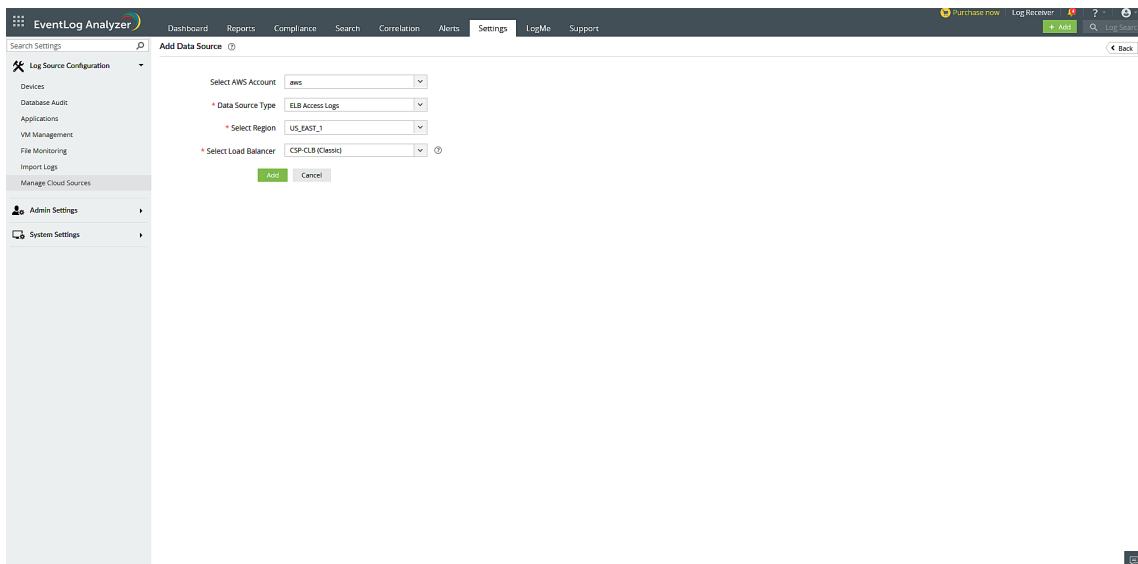 Purchase now Log Receiver ?
EventLog Analyzer
Dashboard Reports Compliance Search Correlation Alerts Settings LogMe Support
+ Add Log Search
Search Settings
Add Data Source ?
Back
Log Source Configuration
Devices
Database Audit
Applications
VM Management
File Monitoring
Import Logs
Manage Cloud Sources
Admin Settings
System Settings
Select AWS Account aws
* Data Source Type ELB Access Logs
* Select Region US_EAST_1
* Select Load Balancer CSP-CLB (Classic) ?
Add Cancel